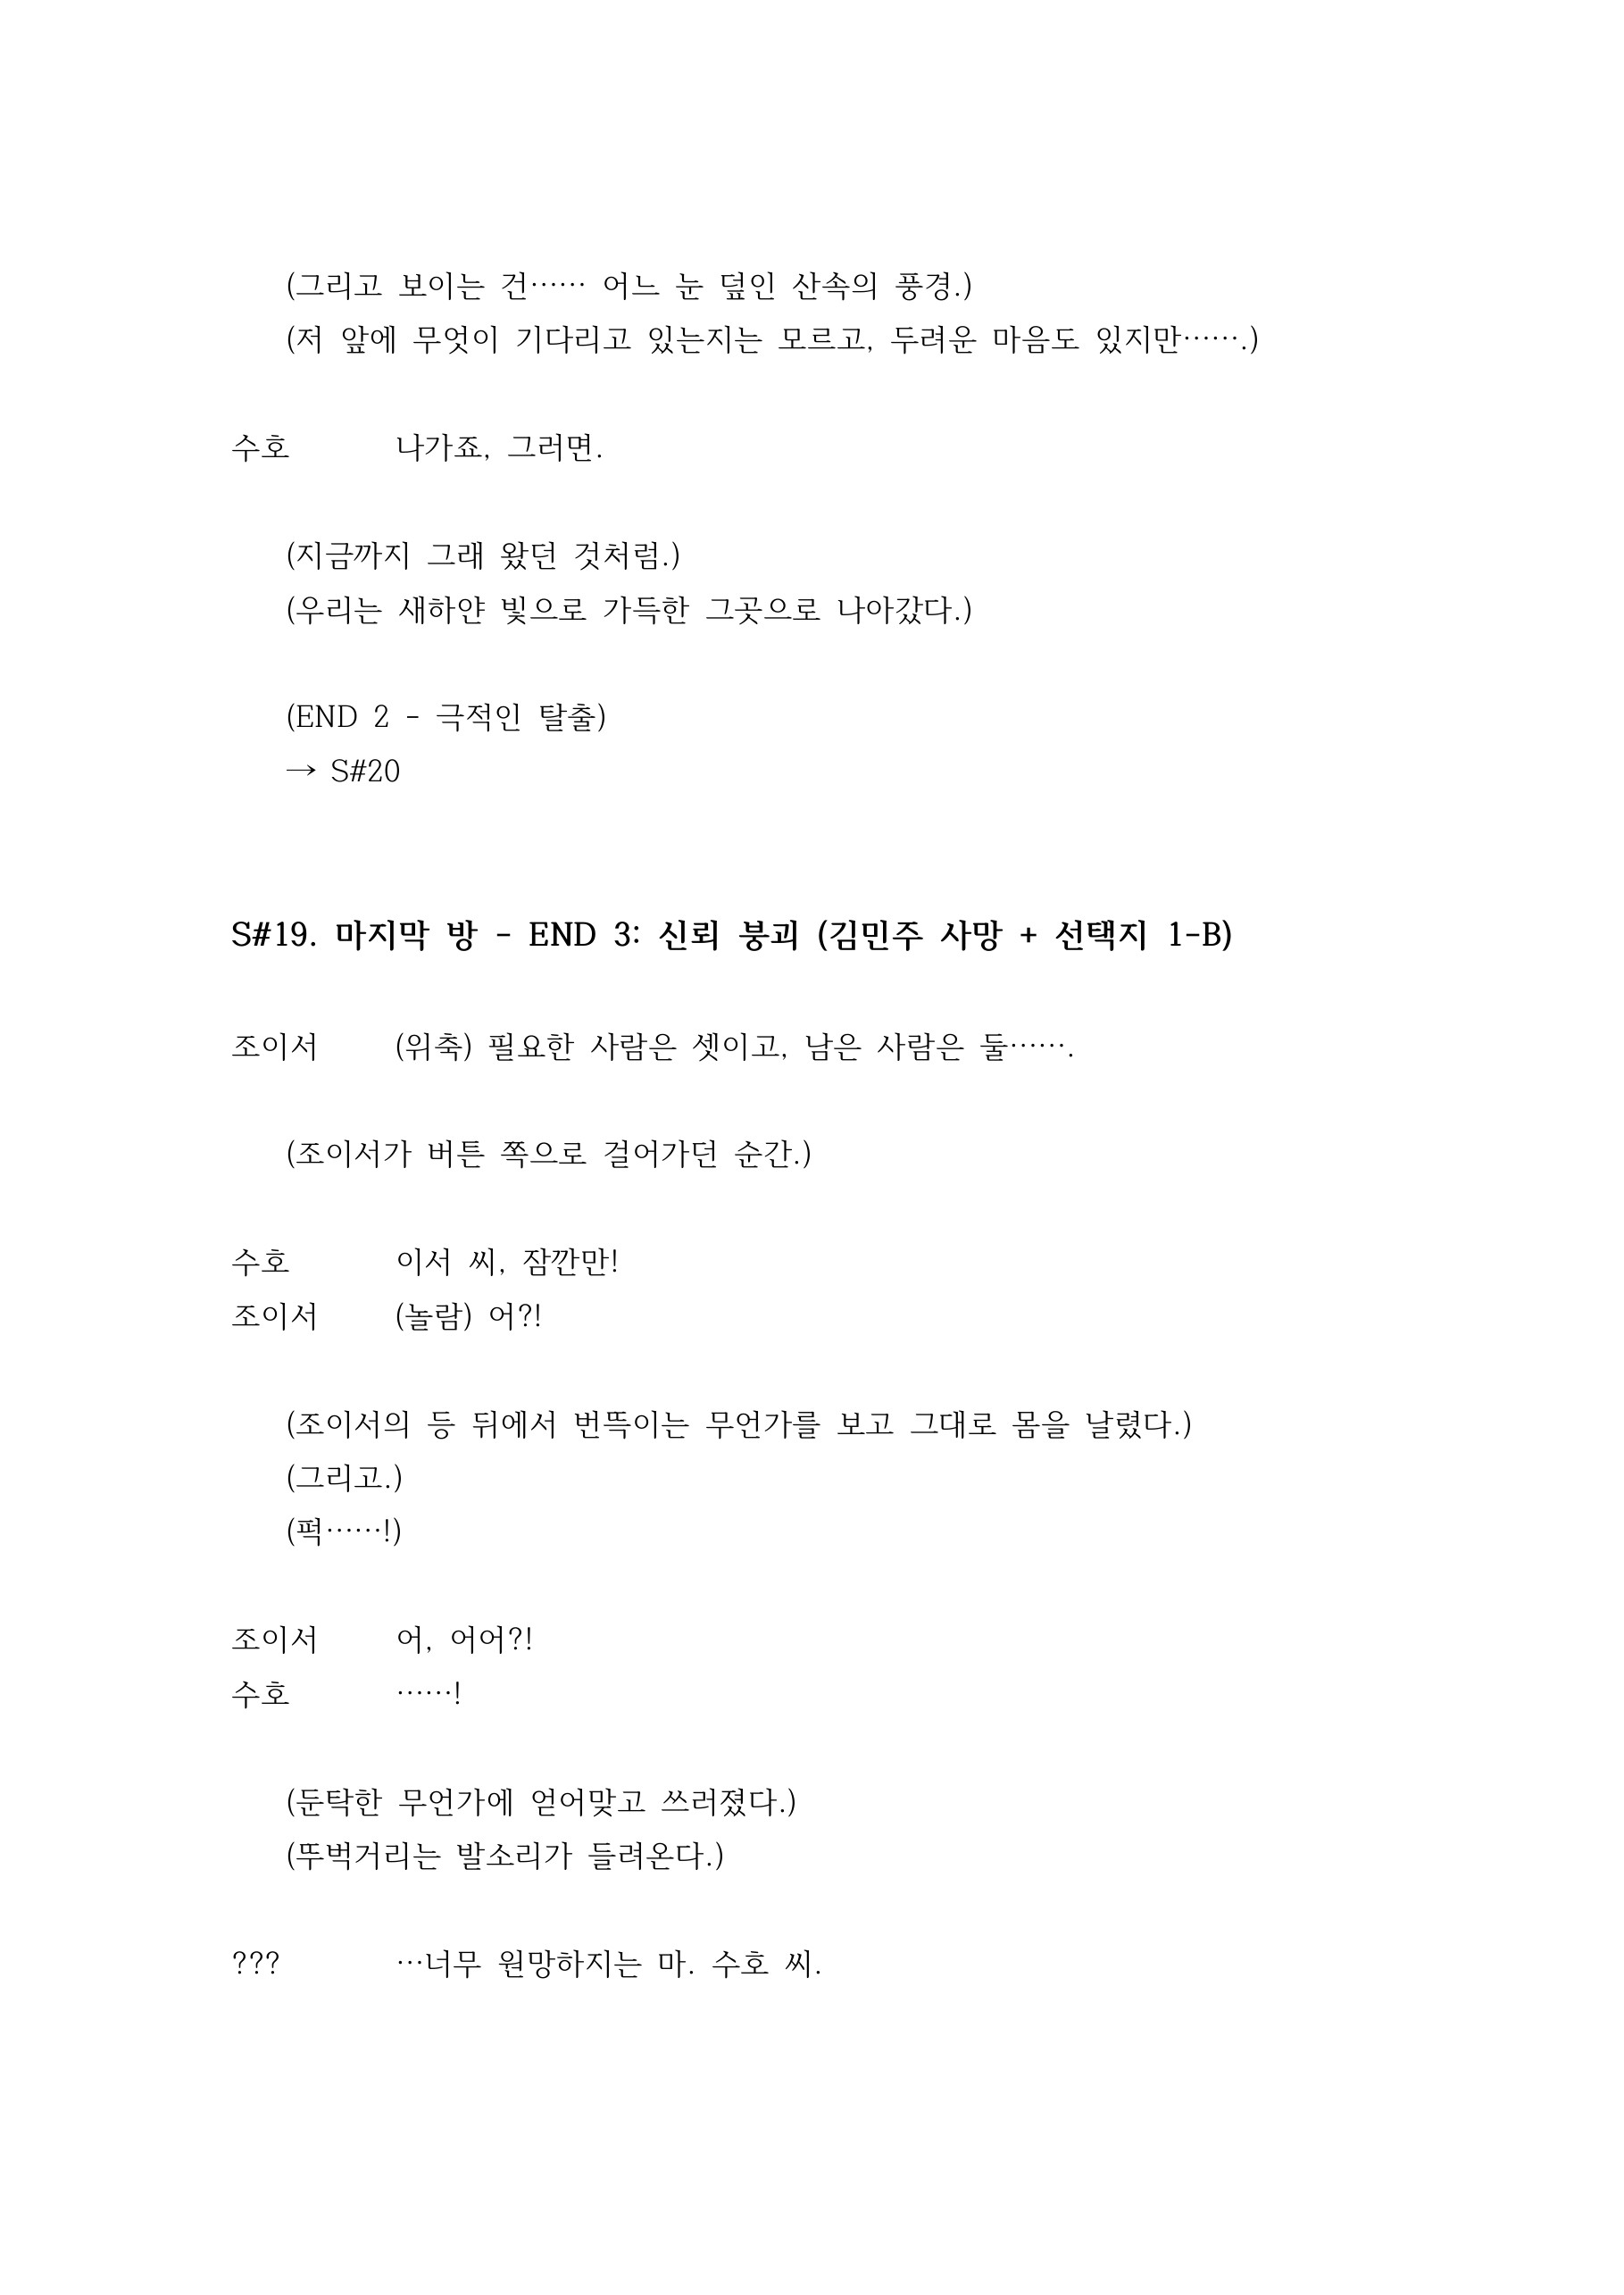 (그리고 보이는 건…… 어느 눈 덮인 산속의 풍경.)
(저 앞에 무엇이 기다리고 있는지는 모르고, 두려운 마음도 있지만…….)
수호 나가죠, 그러면.
(지금까지 그래 왔던 것처럼.)
(우리는 새하얀 빛으로 가득한 그곳으로 나아갔다.)
(END 2 - 극적인 탈출)
→ S#20
S#19. 마지막 방 - END 3: 신뢰 붕괴 (김민주 사망 + 선택지 1-B)
조이서 (위축) 필요한 사람은 셋이고, 남은 사람은 둘…….
(조이서가 버튼 쪽으로 걸어가던 순간.)
수호 이서 씨, 잠깐만!
조이서 (놀람) 어?!
(조이서의 등 뒤에서 번뜩이는 무언가를 보고 그대로 몸을 날렸다.)
(그리고.)
(퍽……!)
조이서 어, 어어?!
수호 ……!
(둔탁한 무언가에 얻어맞고 쓰러졌다.)
(뚜벅거리는 발소리가 들려온다.)
??? …너무 원망하지는 마. 수호 씨.